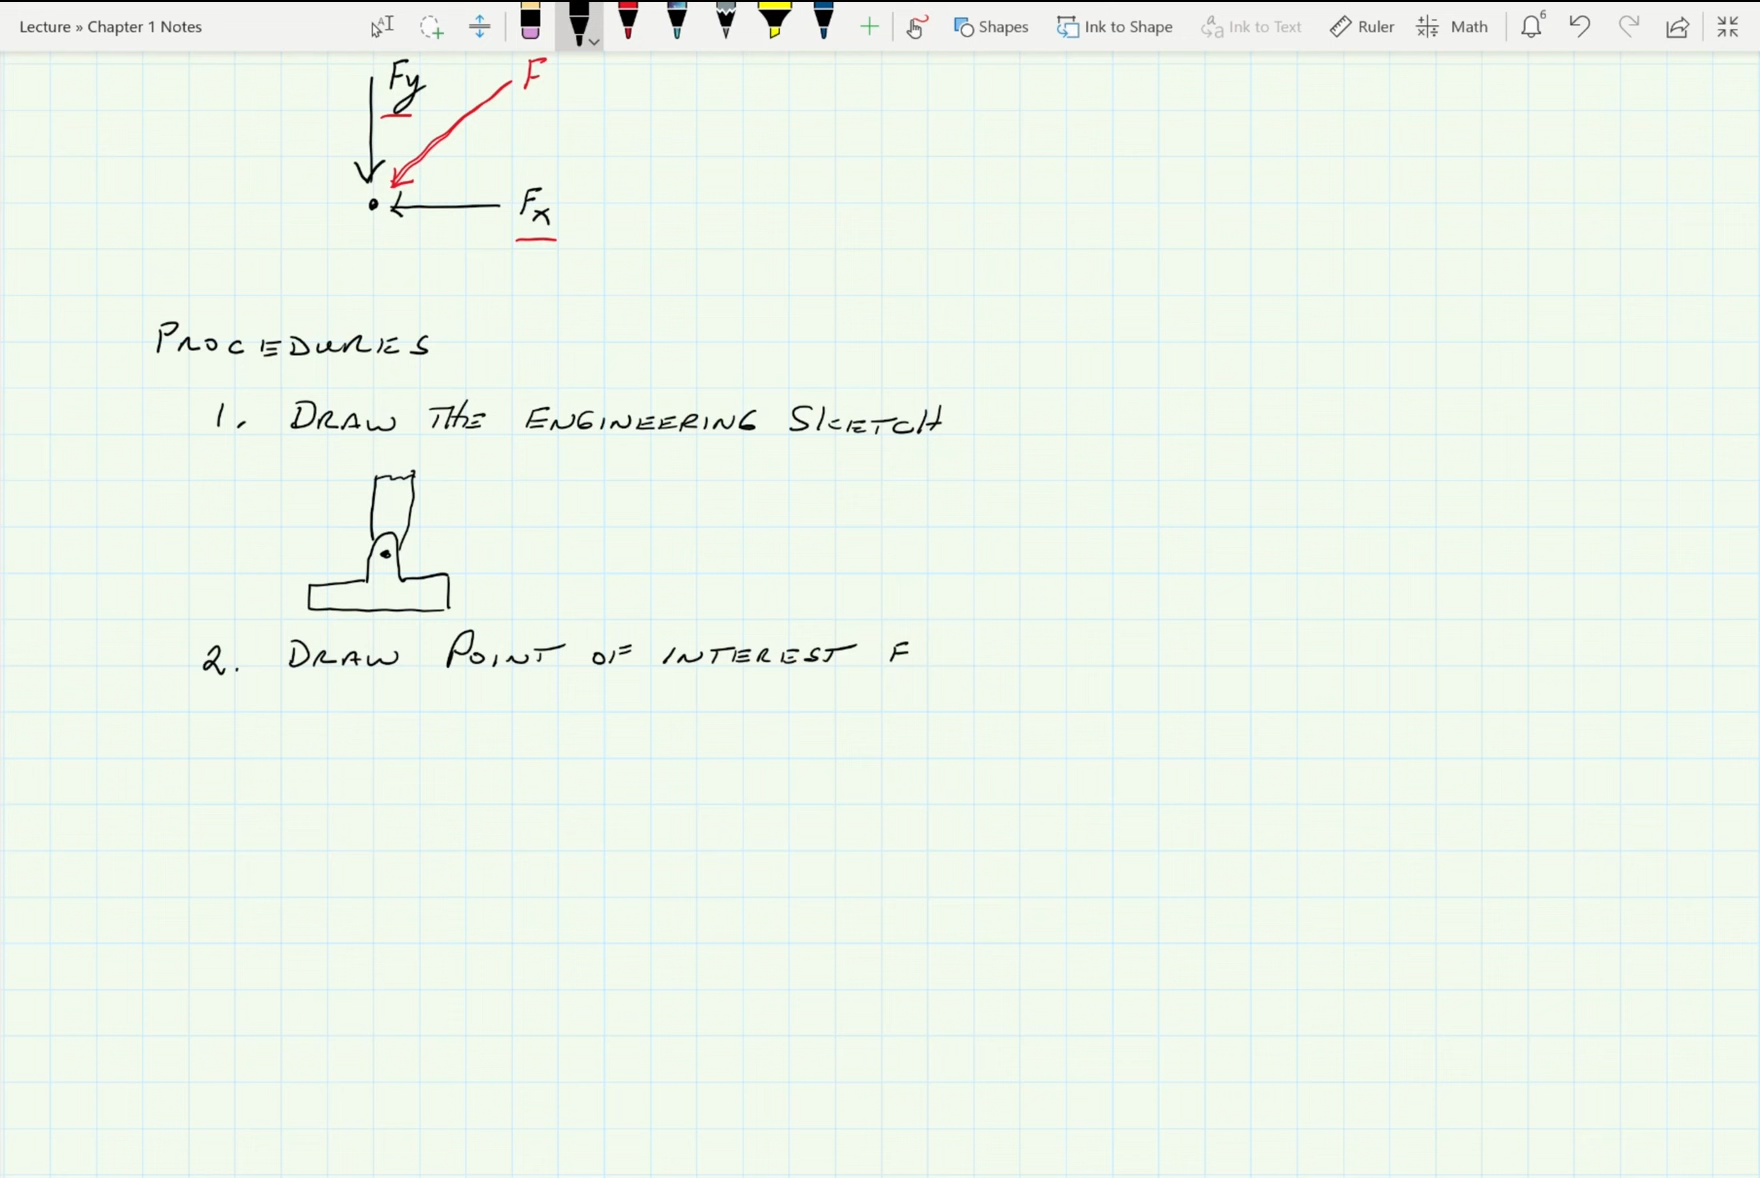 Lecture » Chapter 1 Notes
Shapes
Ink to Shape
Ink to Text
Ruler
Math
6
Fy
F
Fx
PROCEDURES
1. DRAW THE ENGINEERING SKETCH
2. DRAW POINT OF INTEREST F